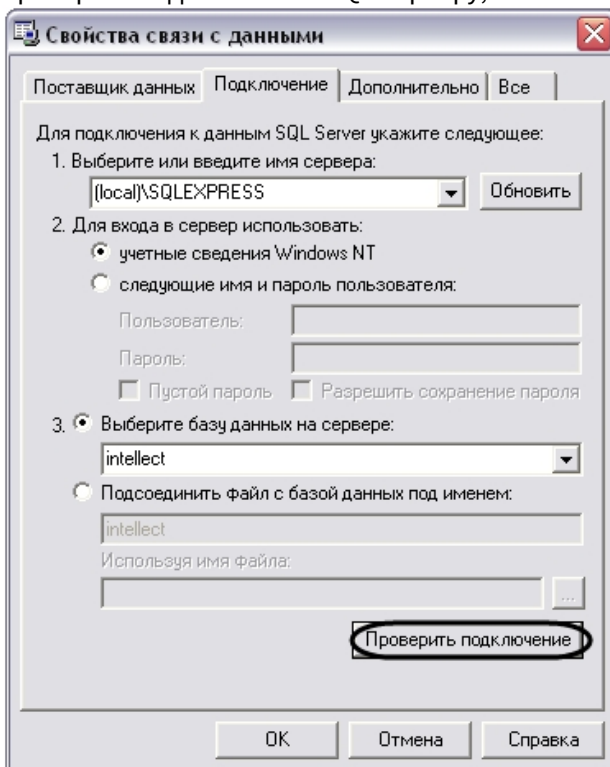 Свойства связи с данными
Поставщик данных Подключение Дополнительно Все
Для подключения к данным SQL Server укажите следующее:
1. Выберите или введите имя сервера:
(local)\SQLEXPRESS Обновить
2. Для входа в сервер использовать:
учетные сведения Windows NT
следующие имя и пароль пользователя:
Пользователь:
Пароль:
Пустой пароль Разрешить сохранение пароля
3. Выберите базу данных на сервере:
intellect
Подсоединить файл с базой данных под именем:
intellect
Используя имя файла:
...
Проверить подключение
OK Отмена Справка